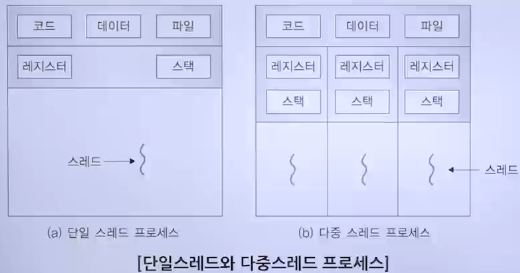 코드 데이터 파일
레지스터 스택
스레드
(a) 단일 스레드 프로세스
코드 데이터 파일
레지스터 레지스터 레지스터
스택 스택 스택
스레드
(b) 다중 스레드 프로세스
[단일스레드와 다중스레드 프로세스]